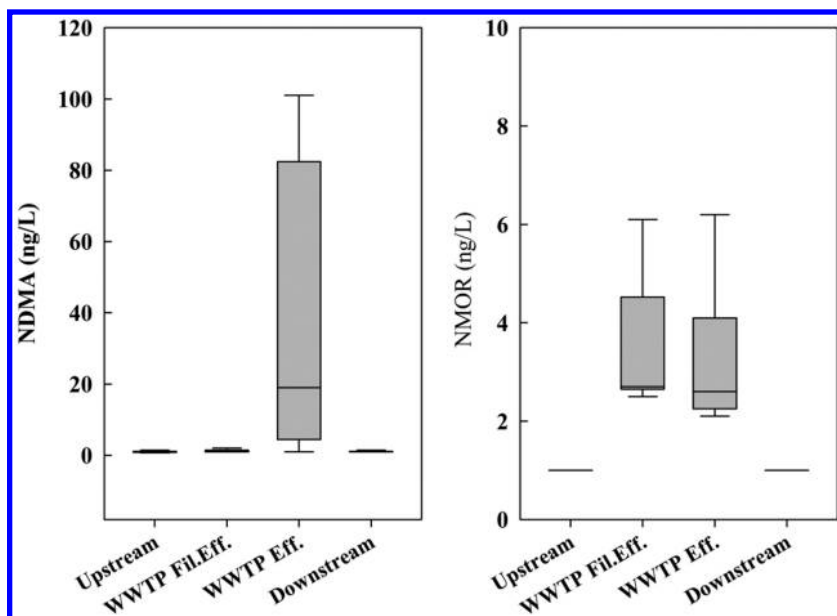 120
100
80
60
40
20
0
NDMA (ng/L)
Upstream
WWTP Fil.Eff.
WWTP Eff.
Downstream
10
8
6
4
2
0
NMOR (ng/L)
Upstream
WWTP Fil.Eff.
WWTP Eff.
Downstream